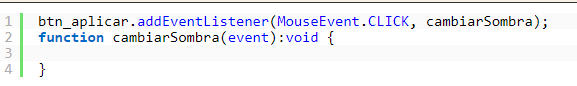 1 btn_aplicar.addEventListener(MouseEvent.CLICK, cambiarSombra);
2 function cambiarSombra(event):void {
3
4 }